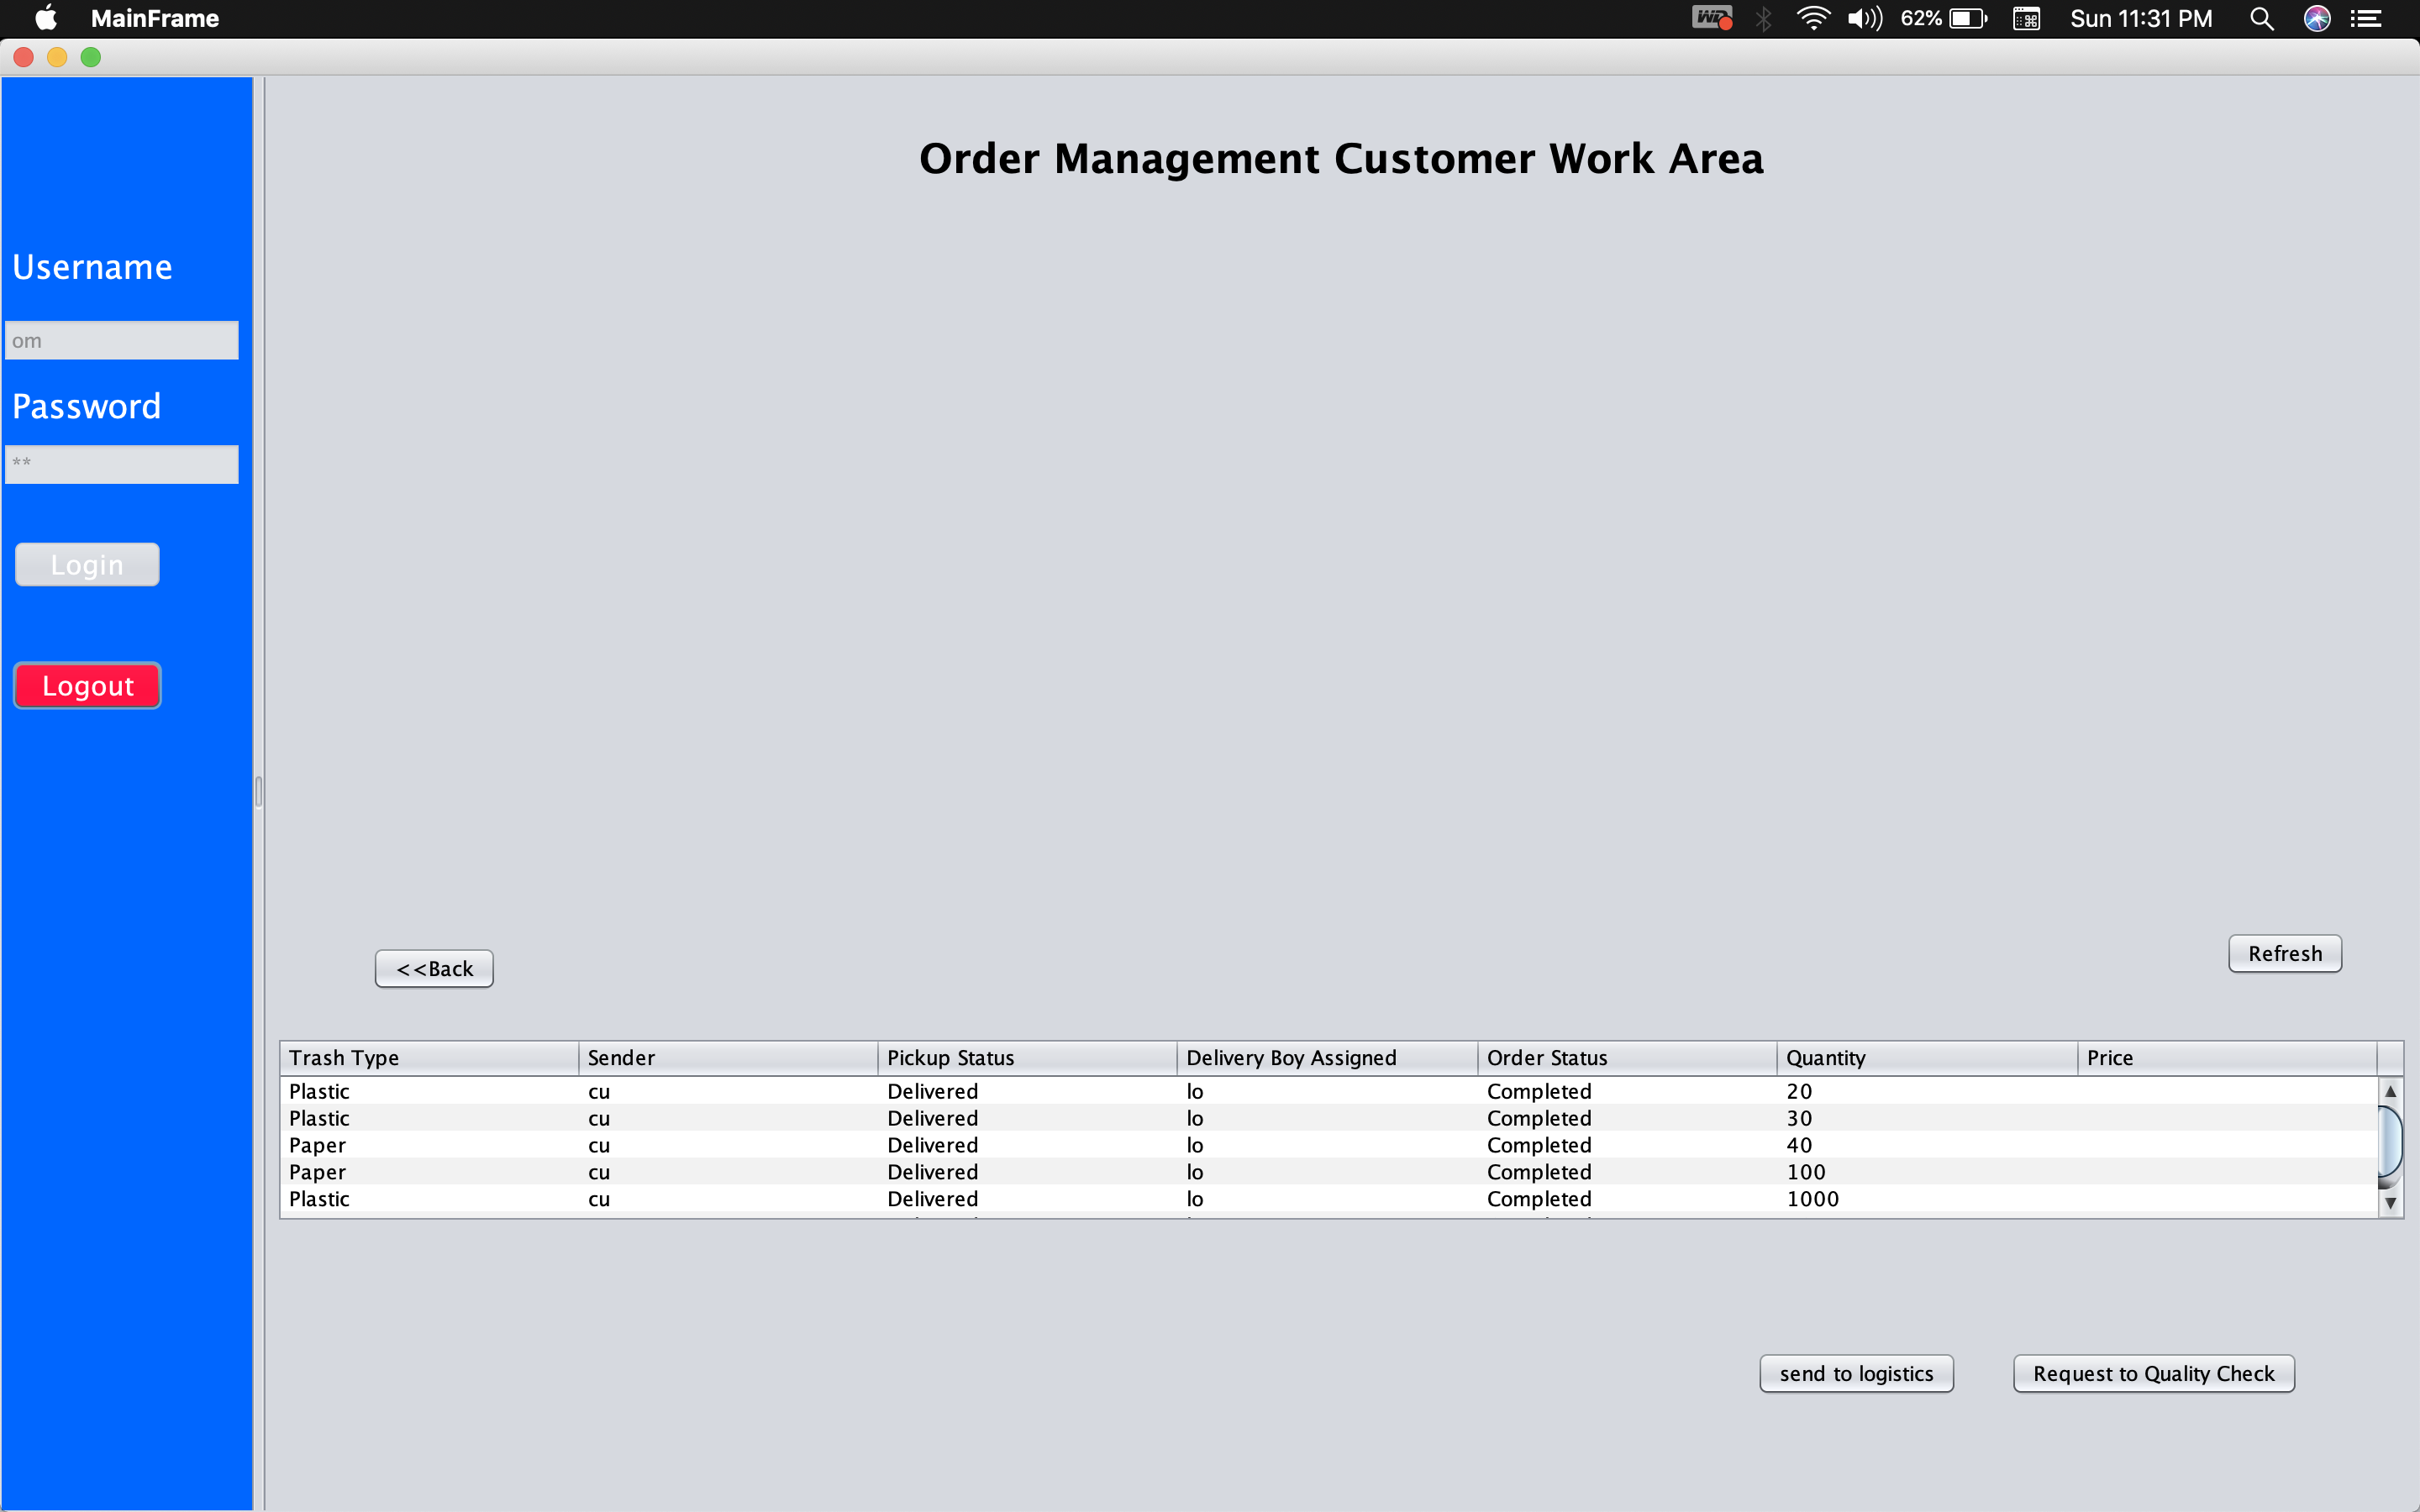 MainFrame
62%
Sun 11:31 PM
Order Management Customer Work Area
Username
om
Password
**
Login
Logout
<<Back
Refresh
Trash Type Sender Pickup Status Delivery Boy Assigned Order Status Quantity Price
Plastic cu Delivered lo Completed 20
Plastic cu Delivered lo Completed 30
Paper cu Delivered lo Completed 40
Paper cu Delivered lo Completed 100
Plastic cu Delivered lo Completed 1000
send to logistics
Request to Quality Check